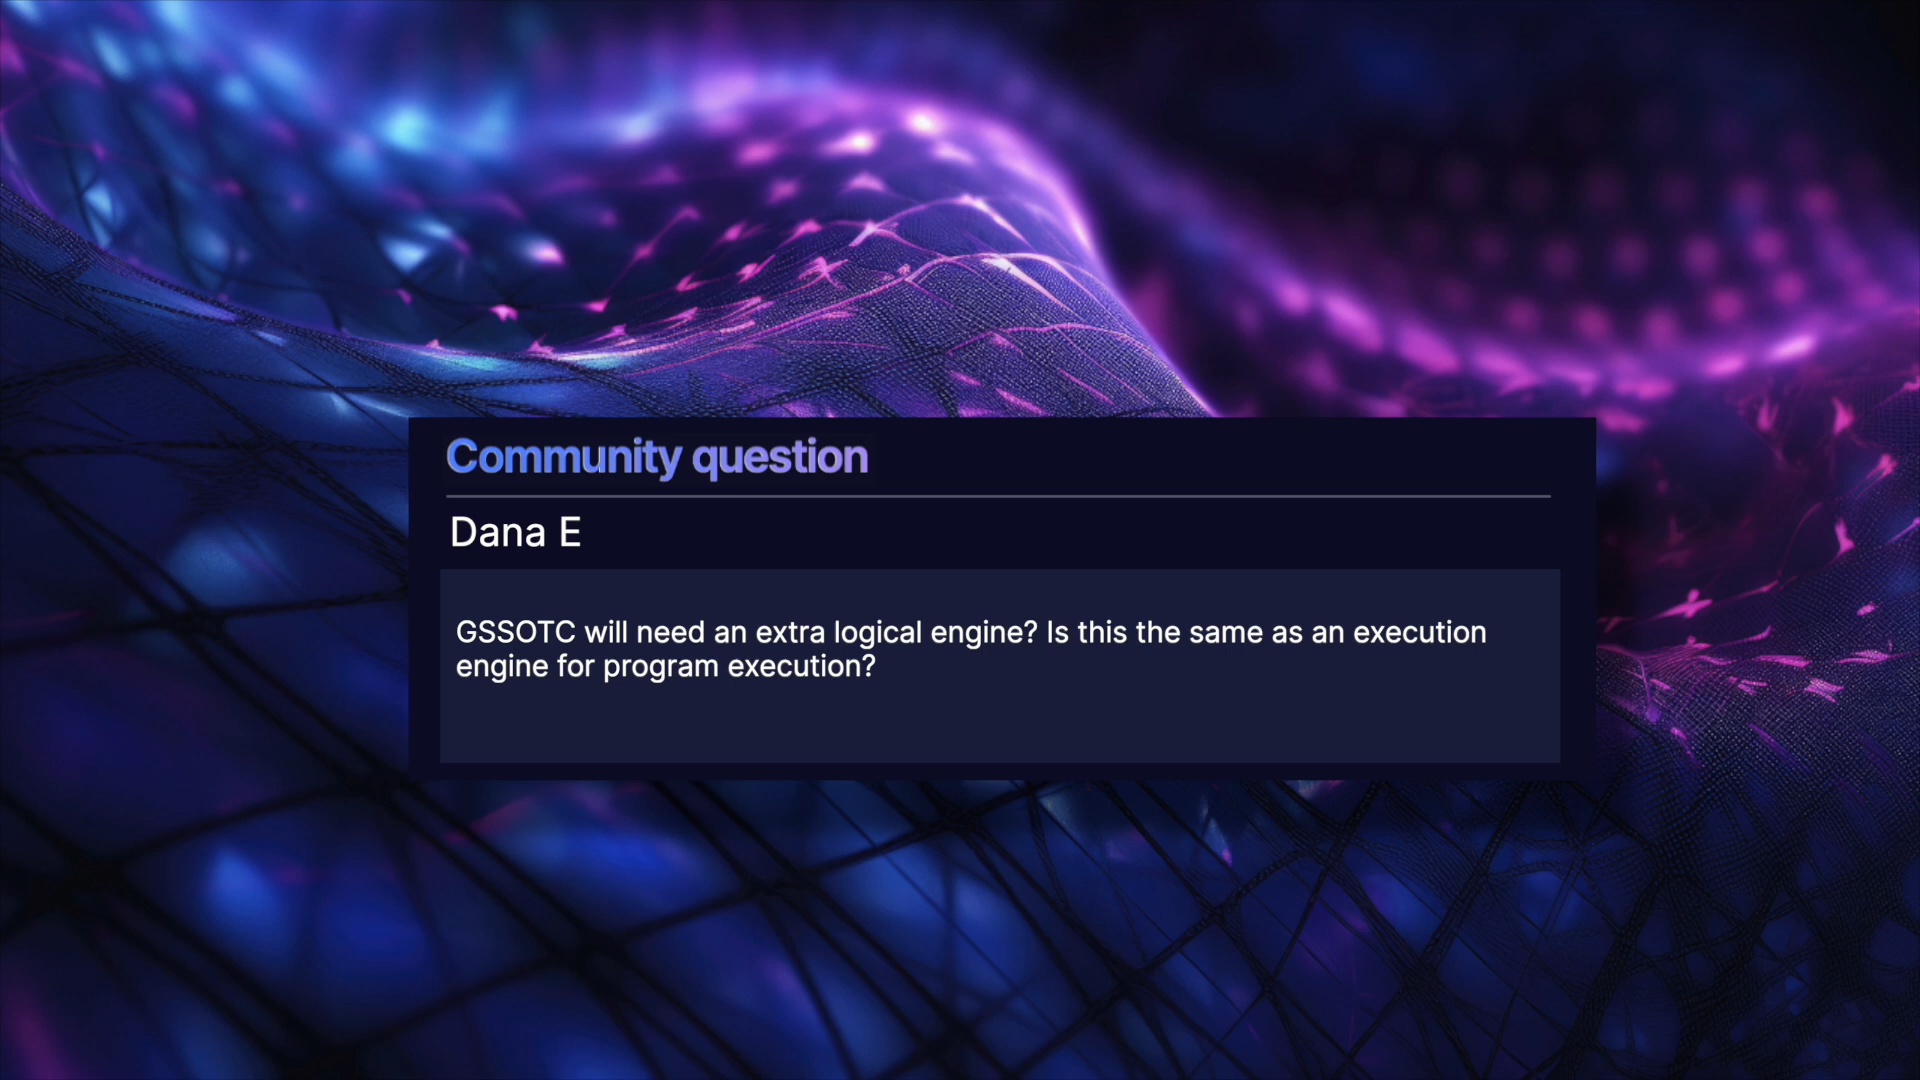 Community question
Dana E
GSSOTC will need an extra logical engine? Is this the same as an execution
engine for program execution?